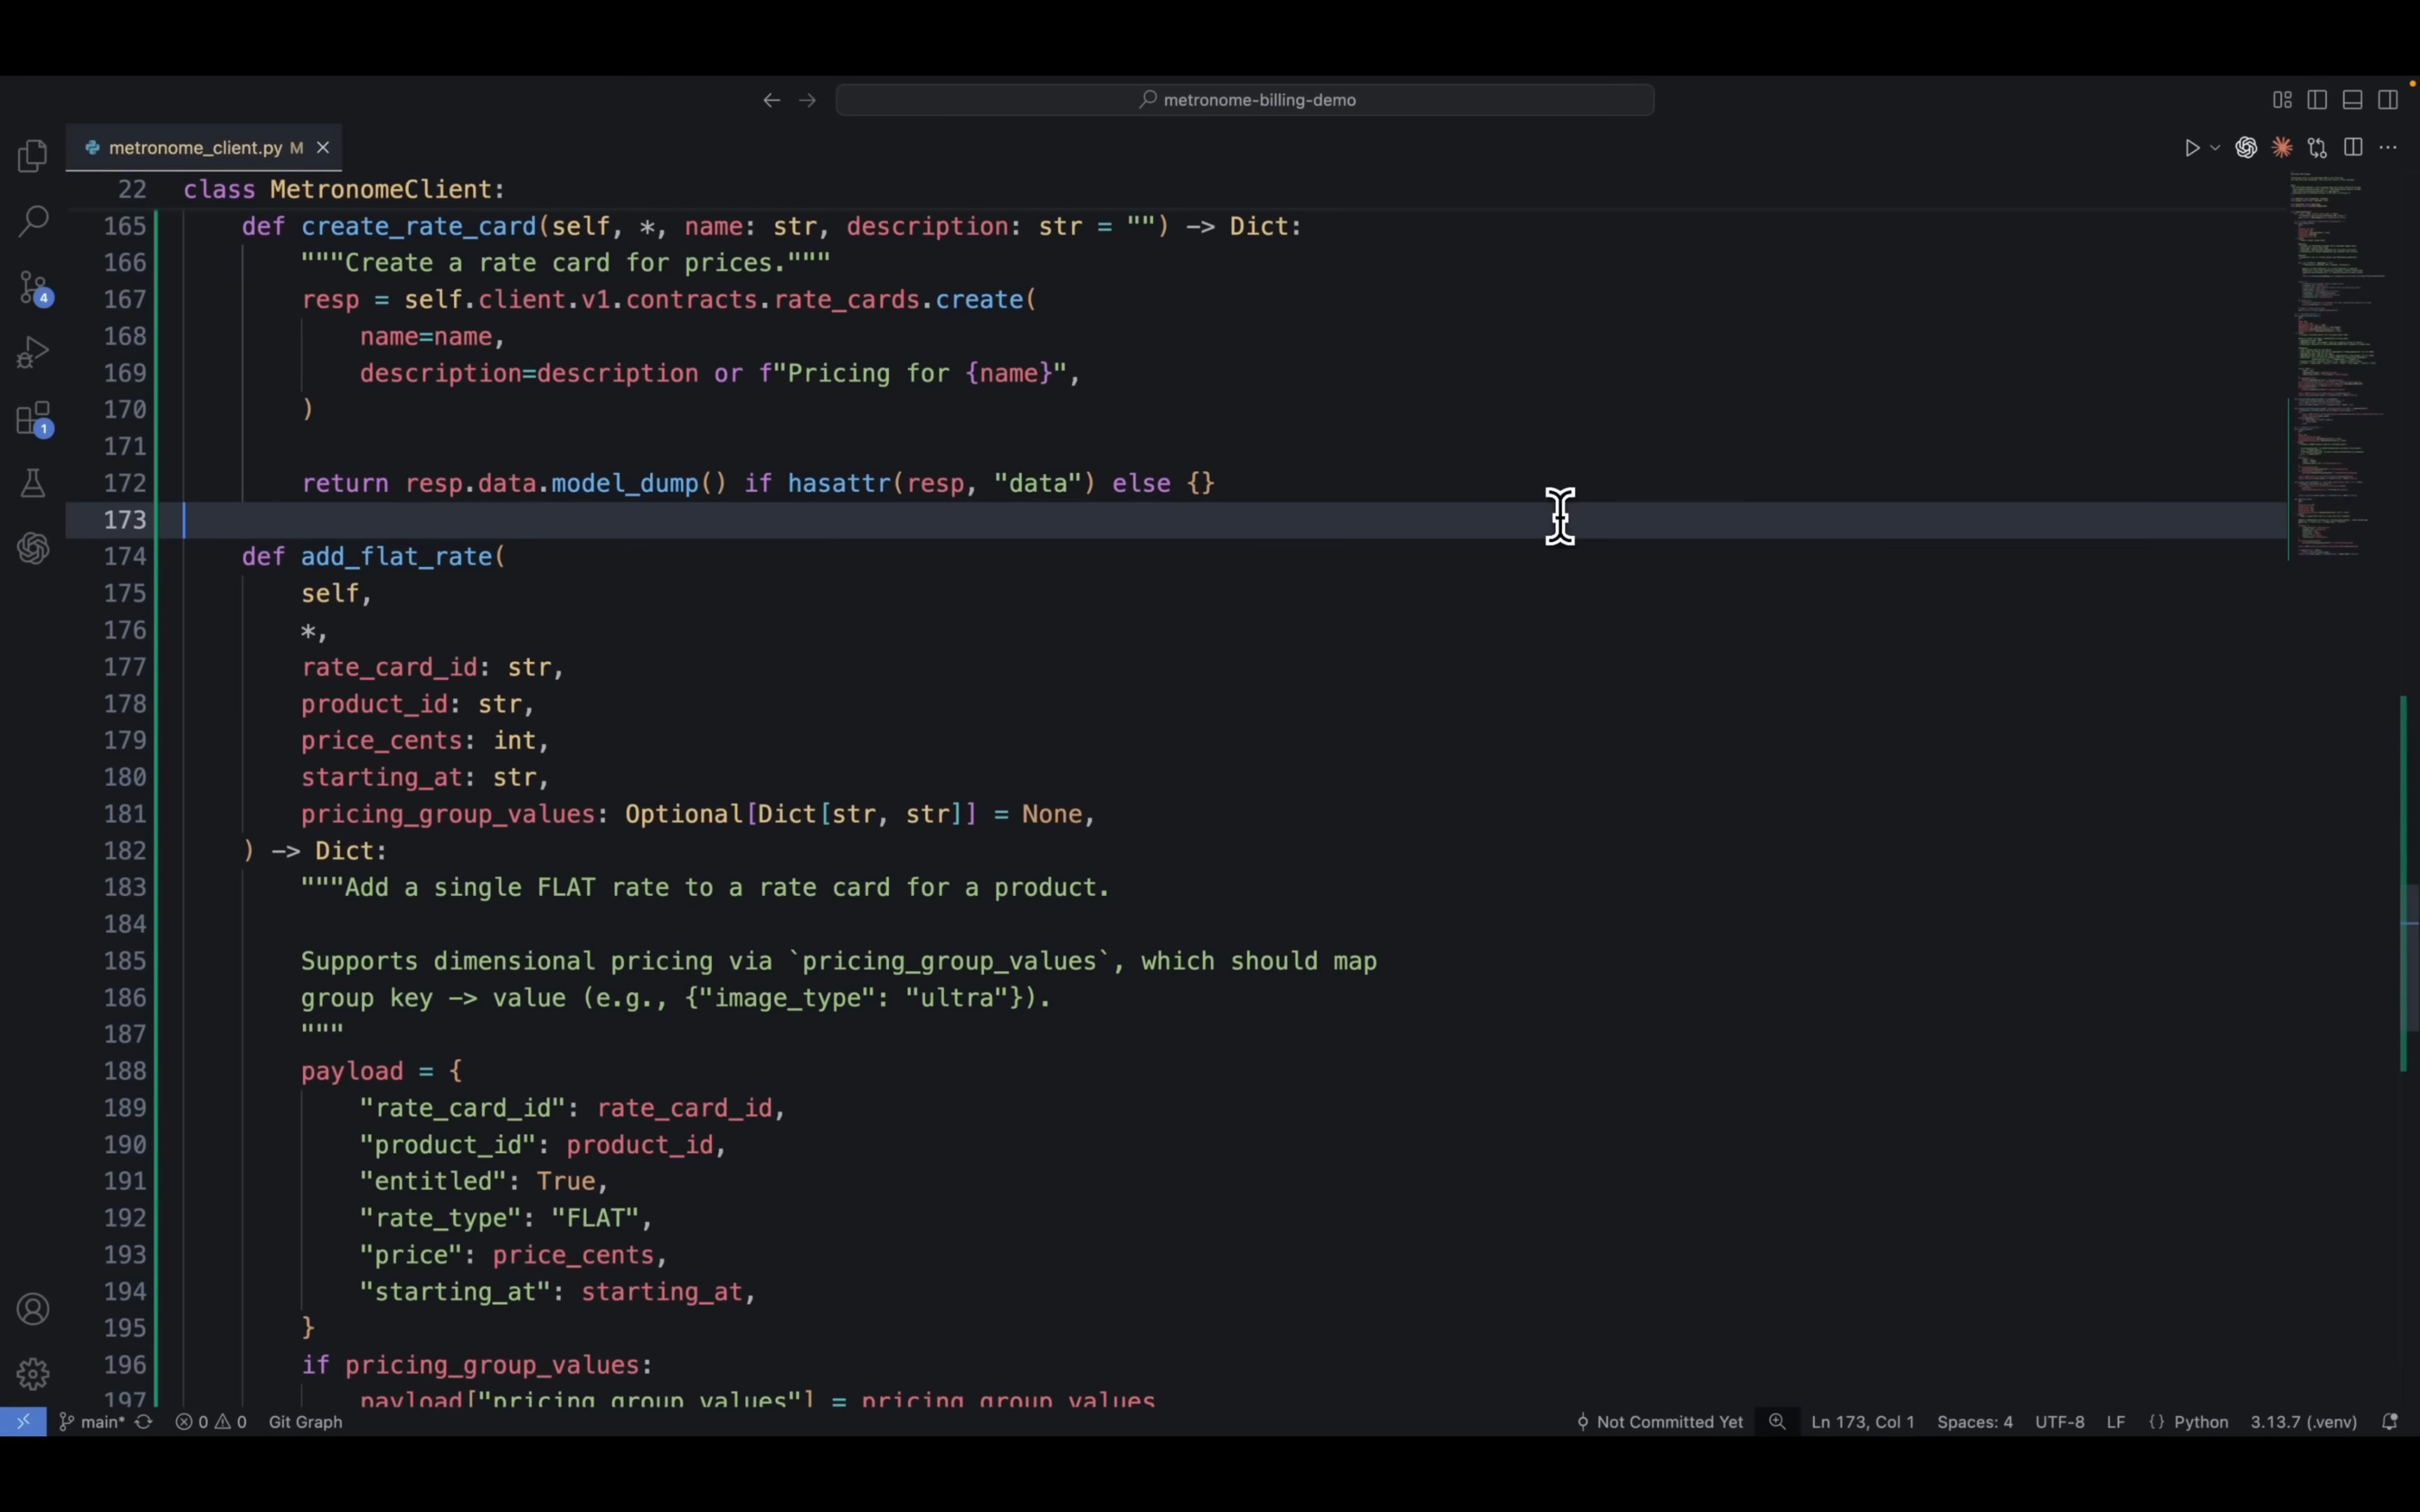 metronome-billing-demo
metronome_client.py M
22 class MetronomeClient:
165 def create_rate_card(self, *, name: str, description: str = "") -> Dict:
166 """Create a rate card for prices."""
167 resp = self.client.v1.contracts.rate_cards.create(
168 name=name,
169 description=description or f"Pricing for {name}",
170 )
171
172 return resp.data.model_dump() if hasattr(resp, "data") else {}
173
174 def add_flat_rate(
175 self,
176 *,
177 rate_card_id: str,
178 product_id: str,
179 price_cents: int,
180 starting_at: str,
181 pricing_group_values: Optional[Dict[str, str]] = None,
182 ) -> Dict:
183 """Add a single FLAT rate to a rate card for a product.
184
185 Supports dimensional pricing via `pricing_group_values`, which should map
186 group key -> value (e.g., {"image_type": "ultra"}).
187 """
188 payload = {
189 "rate_card_id": rate_card_id,
190 "product_id": product_id,
191 "entitled": True,
192 "rate_type": "FLAT",
193 "price": price_cents,
194 "starting_at": starting_at,
195 }
196 if pricing_group_values:
197 payload["pricing_group_values"] = pricing_group_values
4
1
main* 0 0 Git Graph Not Committed Yet Ln 173, Col 1 Spaces: 4 UTF-8 LF {} Python 3.13.7 (.venv)